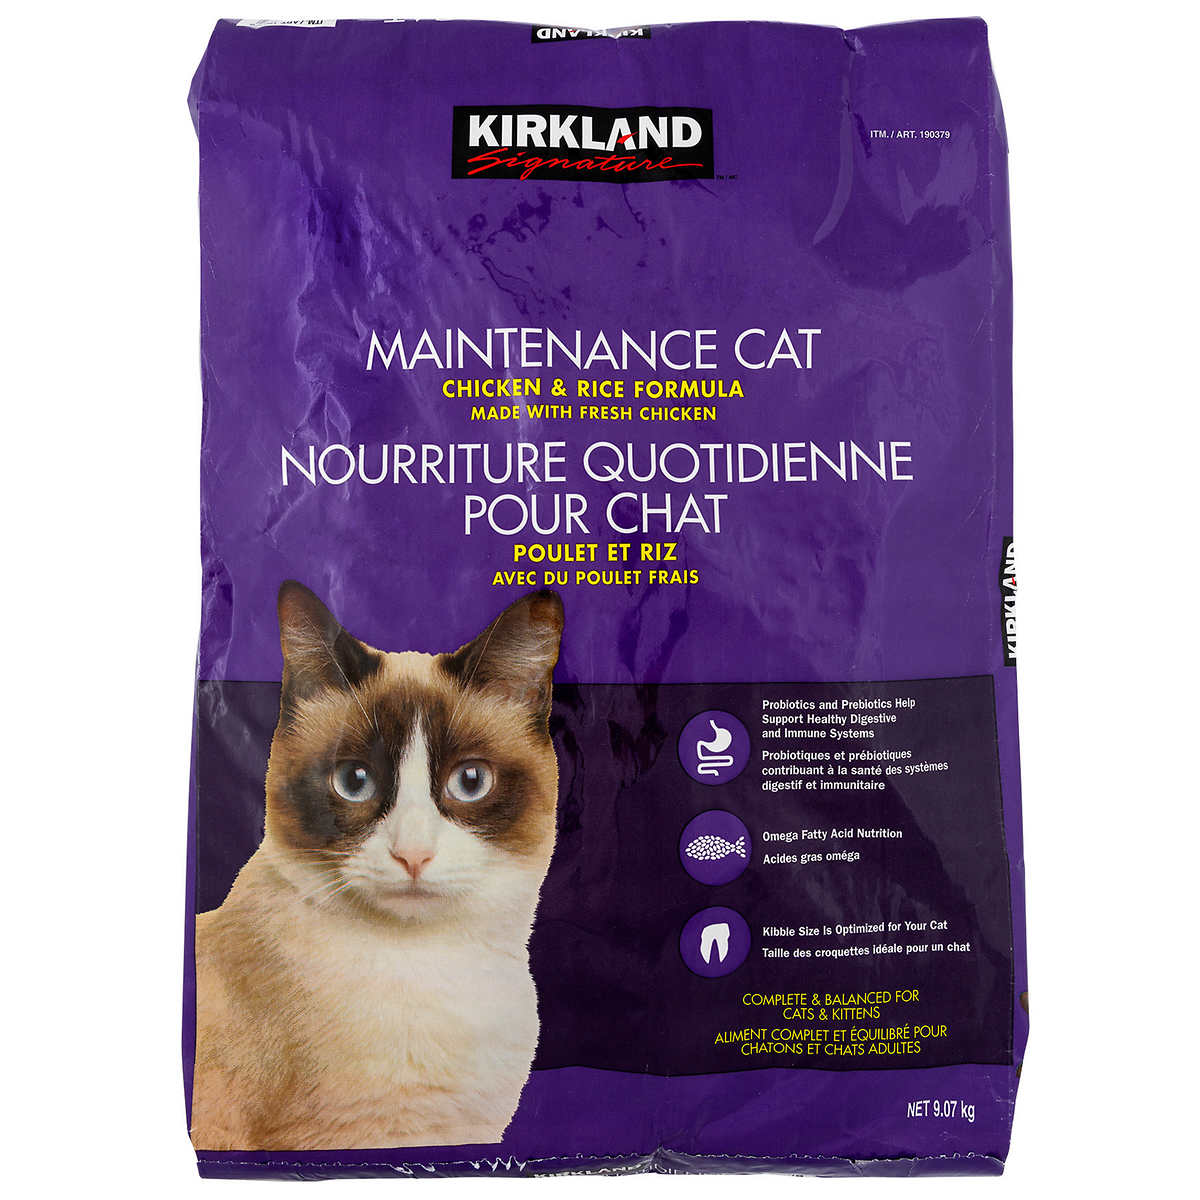 KIRKLAND
KIRKLAND
Signature
TM / MC
ITM. / ART. 190379
MAINTENANCE CAT
CHICKEN & RICE FORMULA
MADE WITH FRESH CHICKEN
NOURRITURE QUOTIDIENNE
POUR CHAT
POULET ET RIZ
AVEC DU POULET FRAIS
KIRKLAND
Probiotics and Prebiotics Help
Support Healthy Digestive
and Immune Systems
Probiotiques et prébiotiques
contribuant à la santé des systèmes
digestif et immunitaire
Omega Fatty Acid Nutrition
Acides gras oméga
Kibble Size Is Optimized for Your Cat
Taille des croquettes idéale pour un chat
COMPLETE & BALANCED FOR
CATS & KITTENS
ALIMENT COMPLET ET ÉQUILIBRÉ POUR
CHATONS ET CHATS ADULTES
NET 9.07 kg
KIRKLAND